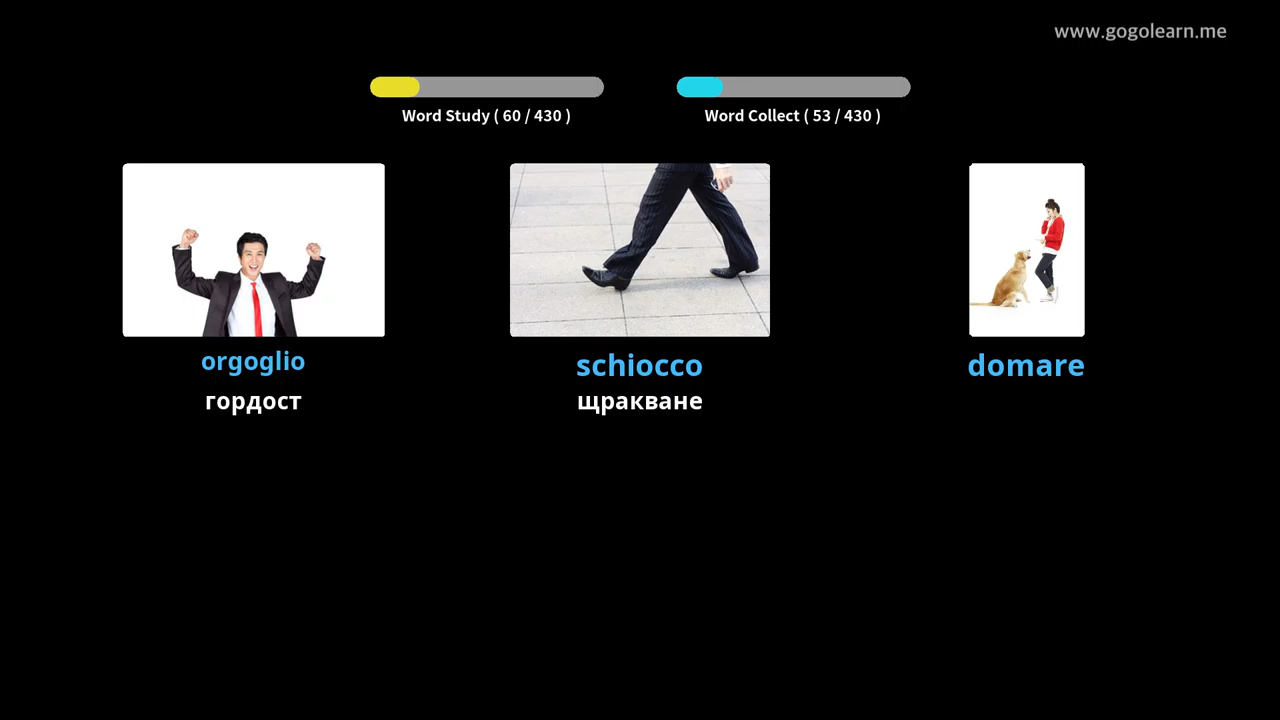 www.gogolearn.me
Word Study ( 60 / 430 )
Word Collect ( 53 / 430 )
orgoglio
schiocco
domare
гордост
щракване